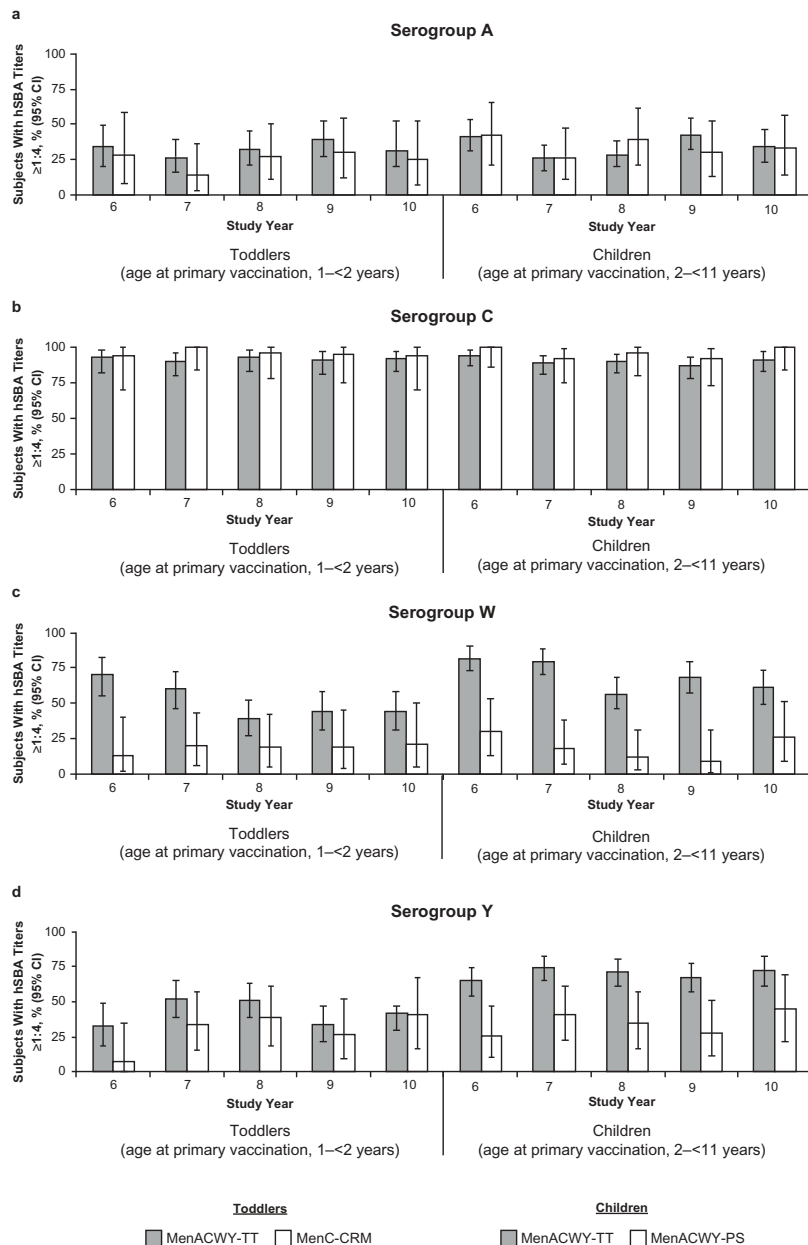 a
Serogroup A
Subjects With hSBA Titers
≥1:4, % (95% CI)
100
75
50
25
0
6 7 8 9 10 6 7 8 9 10
Study Year Study Year
Toddlers Children
(age at primary vaccination, 1–<2 years) (age at primary vaccination, 2–<11 years)
b
Serogroup C
Subjects With hSBA Titers
≥1:4, % (95% CI)
100
75
50
25
0
6 7 8 9 10 6 7 8 9 10
Study Year Study Year
Toddlers Children
(age at primary vaccination, 1–<2 years) (age at primary vaccination, 2–<11 years)
c
Serogroup W
Subjects With hSBA Titers
≥1:4, % (95% CI)
100
75
50
25
0
6 7 8 9 10 6 7 8 9 10
Study Year Study Year
Toddlers Children
(age at primary vaccination, 1–<2 years) (age at primary vaccination, 2–<11 years)
d
Serogroup Y
Subjects With hSBA Titers
≥1:4, % (95% CI)
100
75
50
25
0
6 7 8 9 10 6 7 8 9 10
Study Year Study Year
Toddlers Children
(age at primary vaccination, 1–<2 years) (age at primary vaccination, 2–<11 years)
Toddlers Children
MenACWY-TT MenC-CRM MenACWY-TT MenACWY-PS